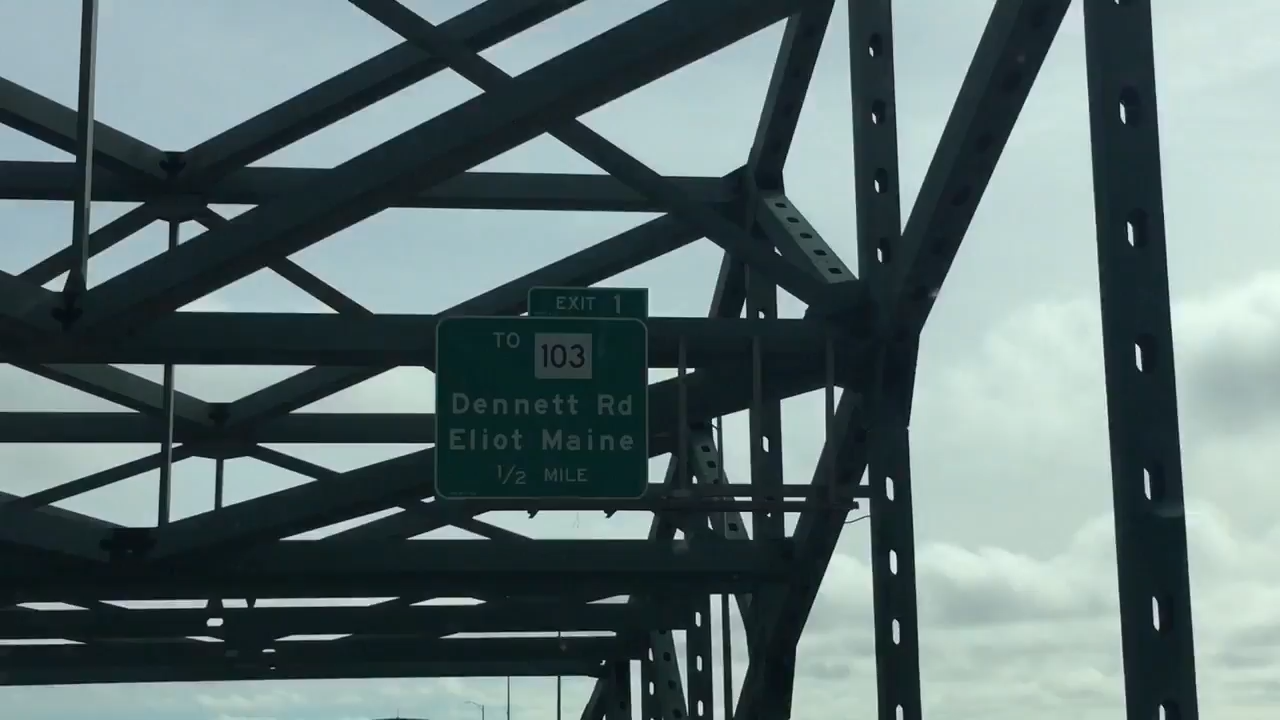 EXIT 1
TO 103
Dennett Rd
Eliot Maine
1/2 MILE